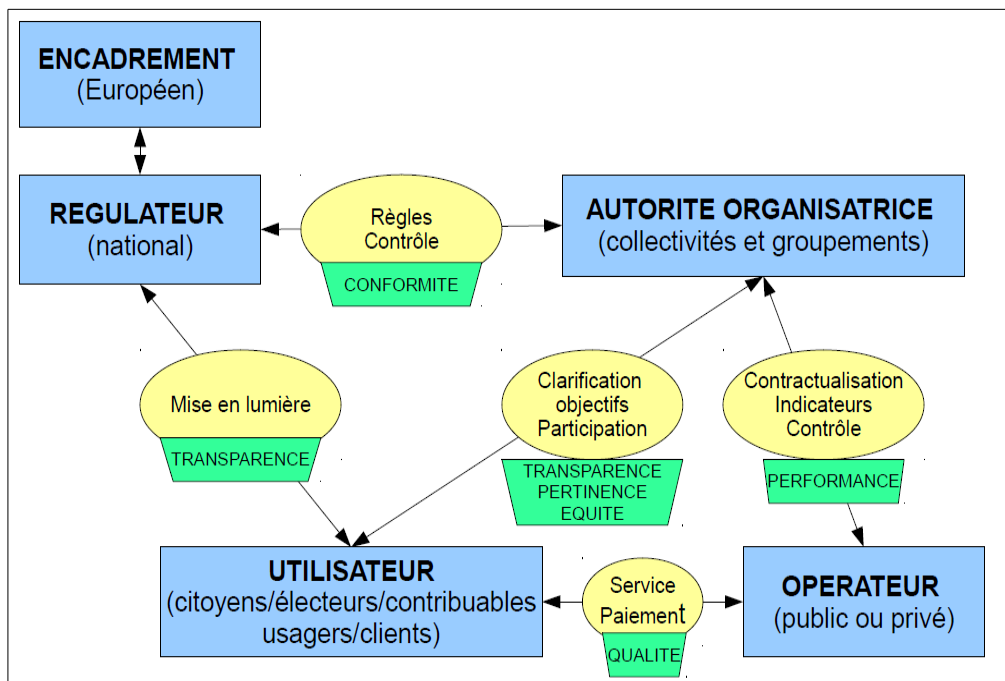 ENCADREMENT
(Européen)
REGULATEUR
(national)
Règles
Contrôle
CONFORMITE
AUTORITE ORGANISATRICE
(collectivités et groupements)
Mise en lumière
TRANSPARENCE
Clarification
objectifs
Participation
TRANSPARENCE
PERTINENCE
EQUITE
Contractualisation
Indicateurs
Contrôle
PERFORMANCE
UTILISATEUR
(citoyens/électeurs/contribuables
usagers/clients)
Service
Paiement
QUALITE
OPERATEUR
(public ou privé)